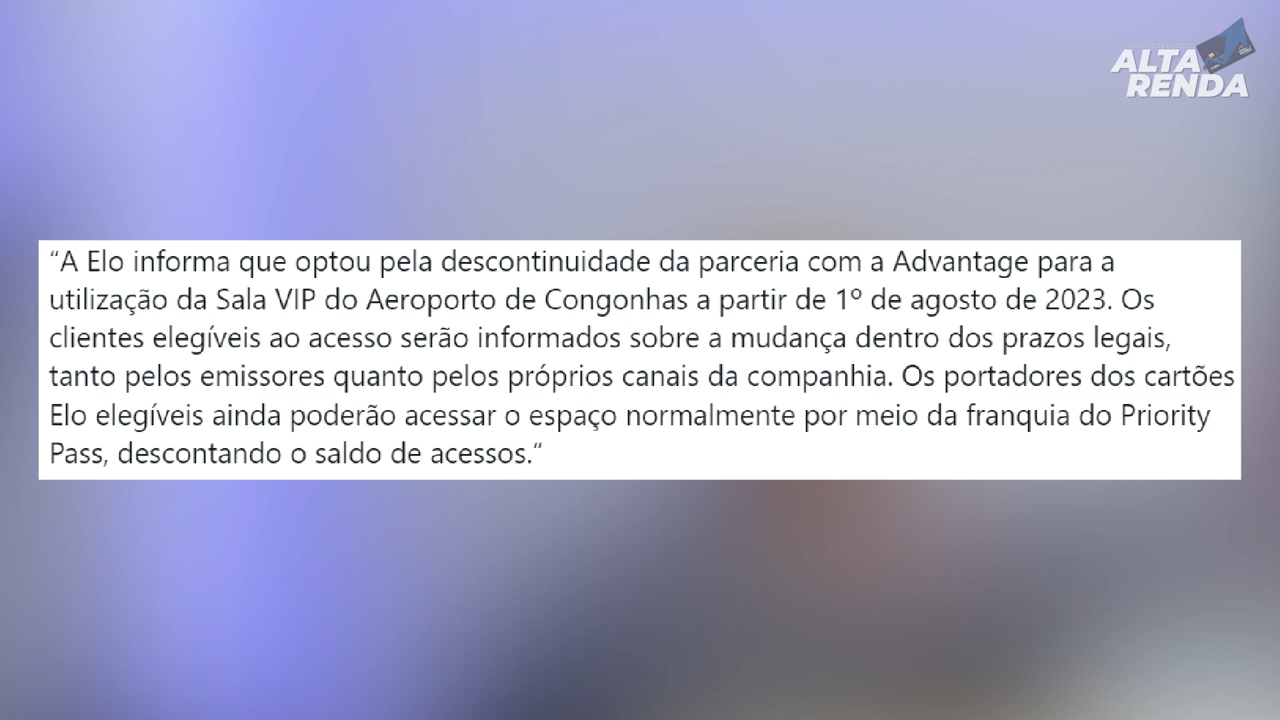 ALTA
RENDA
“A Elo informa que optou pela descontinuidade da parceria com a Advantage para a
utilização da Sala VIP do Aeroporto de Congonhas a partir de 1º de agosto de 2023. Os
clientes elegíveis ao acesso serão informados sobre a mudança dentro dos prazos legais,
tanto pelos emissores quanto pelos próprios canais da companhia. Os portadores dos cartões
Elo elegíveis ainda poderão acessar o espaço normalmente por meio da franquia do Priority
Pass, descontando o saldo de acessos.“